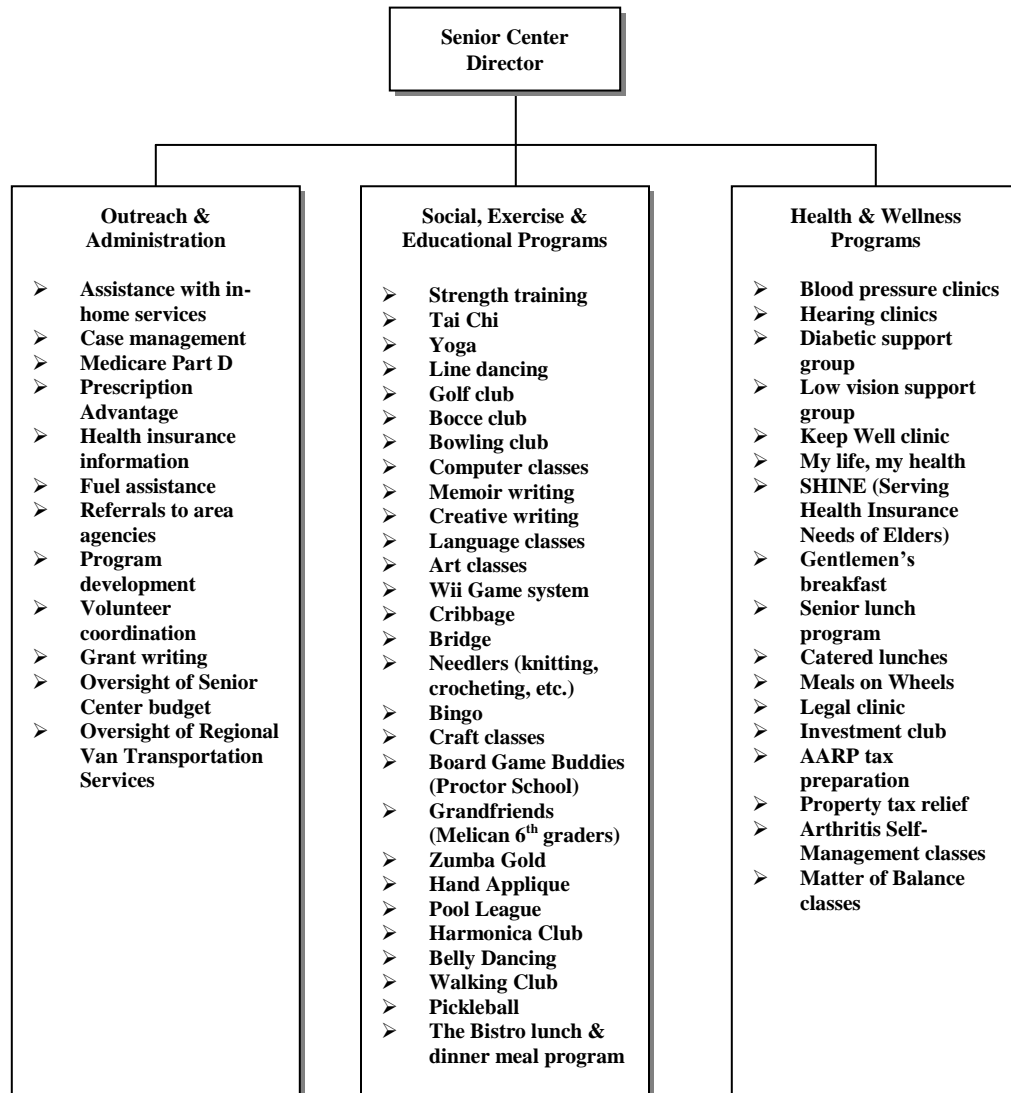 Senior Center
Director
Outreach &
Administration
➢ Assistance with in-
home services
➢ Case management
➢ Medicare Part D
➢ Prescription
Advantage
➢ Health insurance
information
➢ Fuel assistance
➢ Referrals to area
agencies
➢ Program
development
➢ Volunteer
coordination
➢ Grant writing
➢ Oversight of Senior
Center budget
➢ Oversight of Regional
Van Transportation
Services
Social, Exercise &
Educational Programs
➢ Strength training
➢ Tai Chi
➢ Yoga
➢ Line dancing
➢ Golf club
➢ Bocce club
➢ Bowling club
➢ Computer classes
➢ Memoir writing
➢ Creative writing
➢ Language classes
➢ Art classes
➢ Wii Game system
➢ Cribbage
➢ Bridge
➢ Needlers (knitting,
crocheting, etc.)
➢ Bingo
➢ Craft classes
➢ Board Game Buddies
(Proctor School)
➢ Grandfriends
(Melican 6th graders)
➢ Zumba Gold
➢ Hand Applique
➢ Pool League
➢ Harmonica Club
➢ Belly Dancing
➢ Walking Club
➢ Pickleball
➢ The Bistro lunch &
dinner meal program
Health & Wellness
Programs
➢ Blood pressure clinics
➢ Hearing clinics
➢ Diabetic support
group
➢ Low vision support
group
➢ Keep Well clinic
➢ My life, my health
➢ SHINE (Serving
Health Insurance
Needs of Elders)
➢ Gentlemen’s
breakfast
➢ Senior lunch
program
➢ Catered lunches
➢ Meals on Wheels
➢ Legal clinic
➢ Investment club
➢ AARP tax
preparation
➢ Property tax relief
➢ Arthritis Self-
Management classes
➢ Matter of Balance
classes